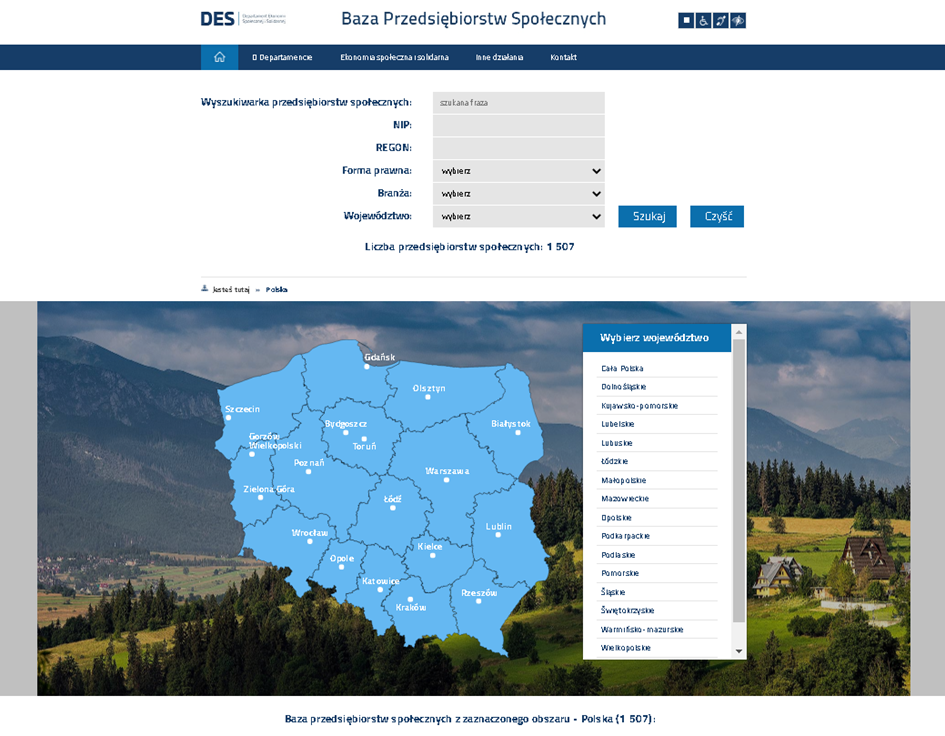 DES
Departament Ekonomii
Społecznej i Solidarnej
Baza Przedsiębiorstw Społecznych
O Departamencie
Ekonomia społeczna i solidarna
Inne działania
Kontakt
Wyszukiwarka przedsiębiorstw społecznych:
szukana fraza
NIP:
REGON:
Forma prawna:
wybierz
Branża:
wybierz
Województwo:
wybierz
Szukaj
Czyść
Liczba przedsiębiorstw społecznych: 1 507
Jesteś tutaj » Polska
Gdańsk
Olsztyn
Szczecin
Bydgoszcz
Białystok
Gorzów
Wielkopolski
Toruń
Poznań
Warszawa
Zielona Góra
Łódź
Wrocław
Lublin
Kielce
Opole
Katowice
Rzeszów
Kraków
Wybierz województwo
Cała Polska
Dolnośląskie
Kujawsko-pomorskie
Lubelskie
Lubuskie
Łódzkie
Małopolskie
Mazowieckie
Opolskie
Podkarpackie
Podlaskie
Pomorskie
Śląskie
Świętokrzyskie
Warmińsko-mazurskie
Wielkopolskie
Baza przedsiębiorstw społecznych z zaznaczonego obszaru - Polska (1 507):